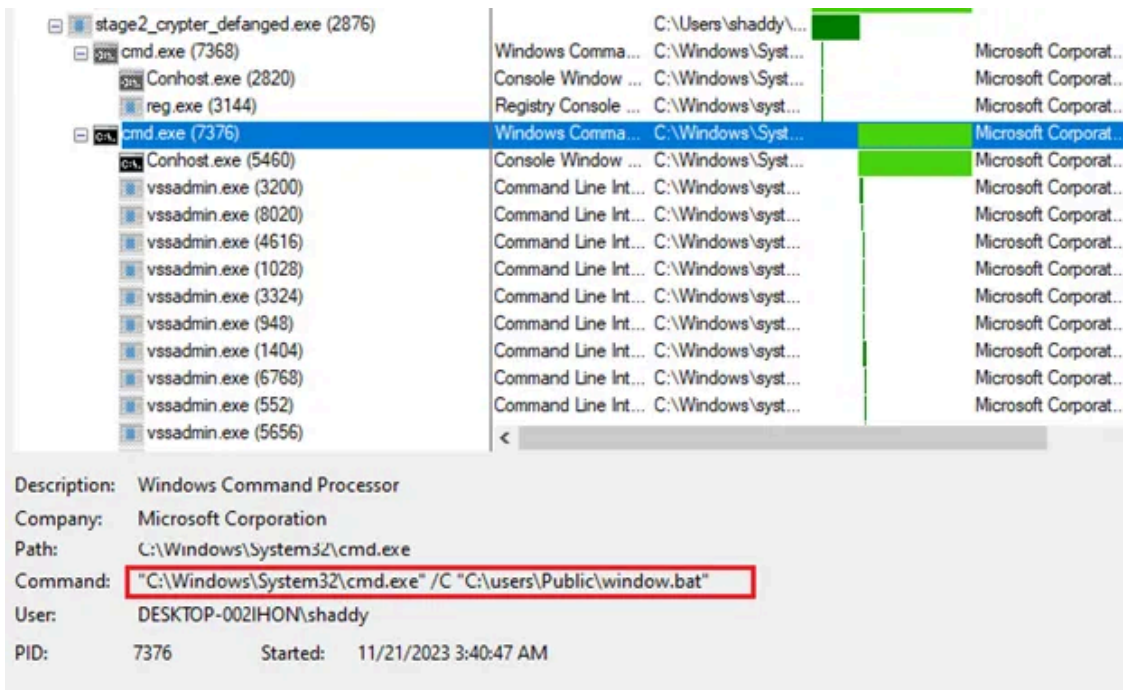 stage2_crypter_defanged.exe (2876) C:\Users\shaddy\...
cmd.exe (7368) Windows Comma... C:\Windows\Syst... Microsoft Corporat...
Conhost.exe (2820) Console Window ... C:\Windows\Syst... Microsoft Corporat...
reg.exe (3144) Registry Console ... C:\Windows\syst... Microsoft Corporat...
cmd.exe (7376) Windows Comma... C:\Windows\Syst... Microsoft Corporat...
Conhost.exe (5460) Console Window ... C:\Windows\Syst... Microsoft Corporat...
vssadmin.exe (3200) Command Line Int... C:\Windows\syst... Microsoft Corporat...
vssadmin.exe (8020) Command Line Int... C:\Windows\syst... Microsoft Corporat...
vssadmin.exe (4616) Command Line Int... C:\Windows\syst... Microsoft Corporat...
vssadmin.exe (1028) Command Line Int... C:\Windows\syst... Microsoft Corporat...
vssadmin.exe (3324) Command Line Int... C:\Windows\syst... Microsoft Corporat...
vssadmin.exe (948) Command Line Int... C:\Windows\syst... Microsoft Corporat...
vssadmin.exe (1404) Command Line Int... C:\Windows\syst... Microsoft Corporat...
vssadmin.exe (6768) Command Line Int... C:\Windows\syst... Microsoft Corporat...
vssadmin.exe (552) Command Line Int... C:\Windows\syst... Microsoft Corporat...
vssadmin.exe (5656)
Description: Windows Command Processor
Company: Microsoft Corporation
Path: C:\Windows\System32\cmd.exe
Command: "C:\Windows\System32\cmd.exe" /C "C:\users\Public\window.bat"
User: DESKTOP-002IHON\shaddy
PID: 7376 Started: 11/21/2023 3:40:47 AM